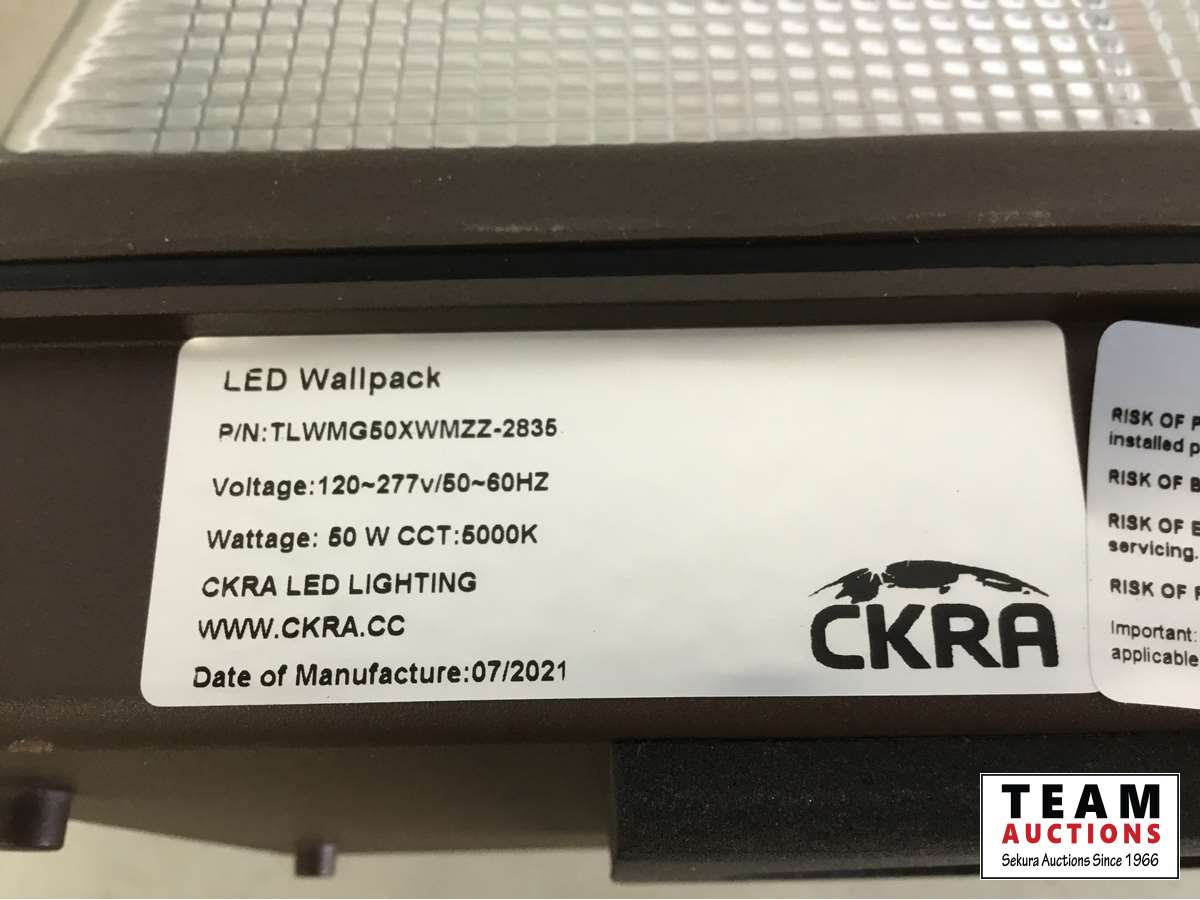 LED Wallpack
P/N:TLWMG50XWMZZ-2835
Voltage:120~277v/50~60HZ
Wattage: 50 W CCT:5000K
CKRA LED LIGHTING
WWW.CKRA.CC
Date of Manufacture:07/2021
CKRA
RISK OF
installed
RISK OF
RISK OF
servicing.
RISK OF
Important:
applicable
TEAM
AUCTIONS
Sekura Auctions Since 1966